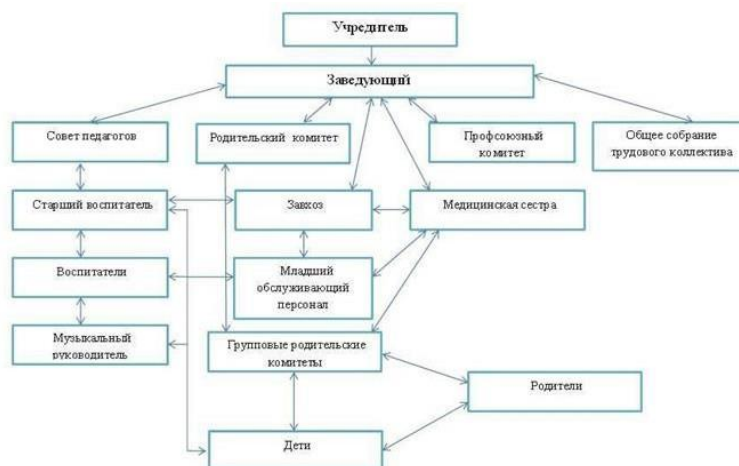 Учредитель
Заведующий
Совет педагогов
Родительский комитет
Профсоюзный
комитет
Общее собрание
трудового коллектива
Старший воспитатель
Завхоз
Медицинская сестра
Воспитатели
Младший
обслуживающий
персонал
Музыкальный
руководитель
Групповые родительские
комитеты
Родители
Дети